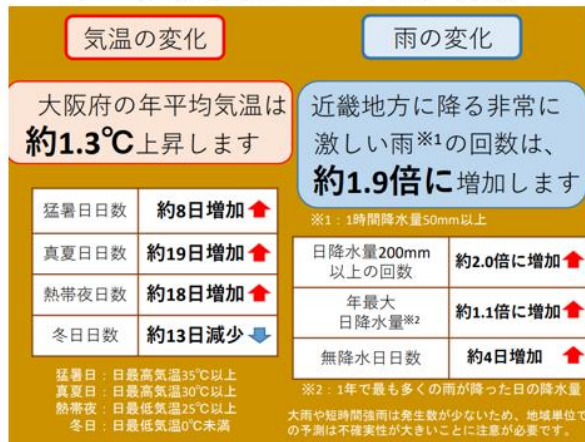 気温の変化
大阪府の年平均気温は
約1.3℃上昇します
猛暑日日数 約8日増加
真夏日日数 約19日増加
熱帯夜日数 約18日増加
冬日日数 約13日減少
猛暑日：日最高気温35℃以上
真夏日：日最高気温30℃以上
熱帯夜：日最低気温25℃以上
冬日：日最低気温0℃未満
雨の変化
近畿地方に降る非常に
激しい雨※1の回数は、
約1.9倍に増加します
※1：1時間降水量50mm以上
日降水量200mm
以上の回数
約2.0倍に増加
年最大
日降水量※2
約1.1倍に増加
無降水日日数 約4日増加
※2：1年で最も多くの雨が降った日の降水量
大雨や短時間強雨は発生数が少ないため、地域単位で
の予測は不確実性が大きいことに注意が必要です。